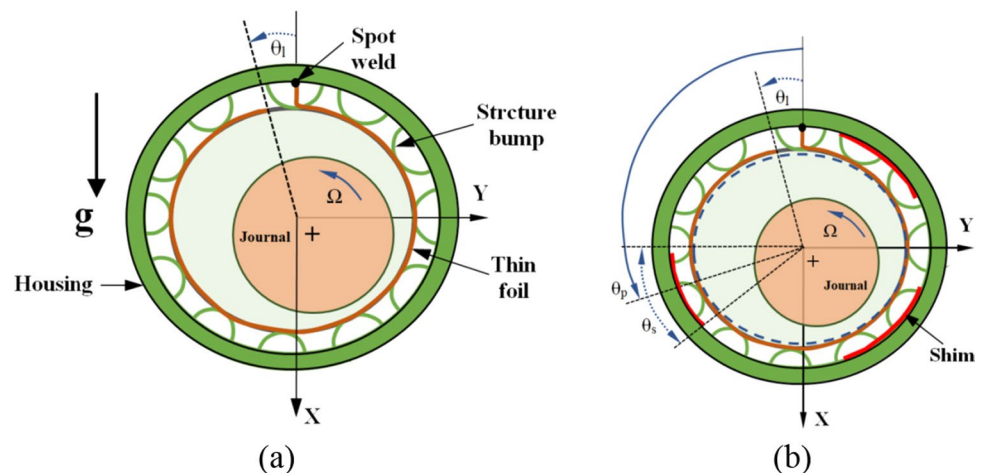 θl
Spot
weld
Strcture
bump
g
Ω
Y
Journal
+
Housing
Thin
foil
X
(a)
θl
Ω
Y
+
Journal
θp
θs
Shim
X
(b)